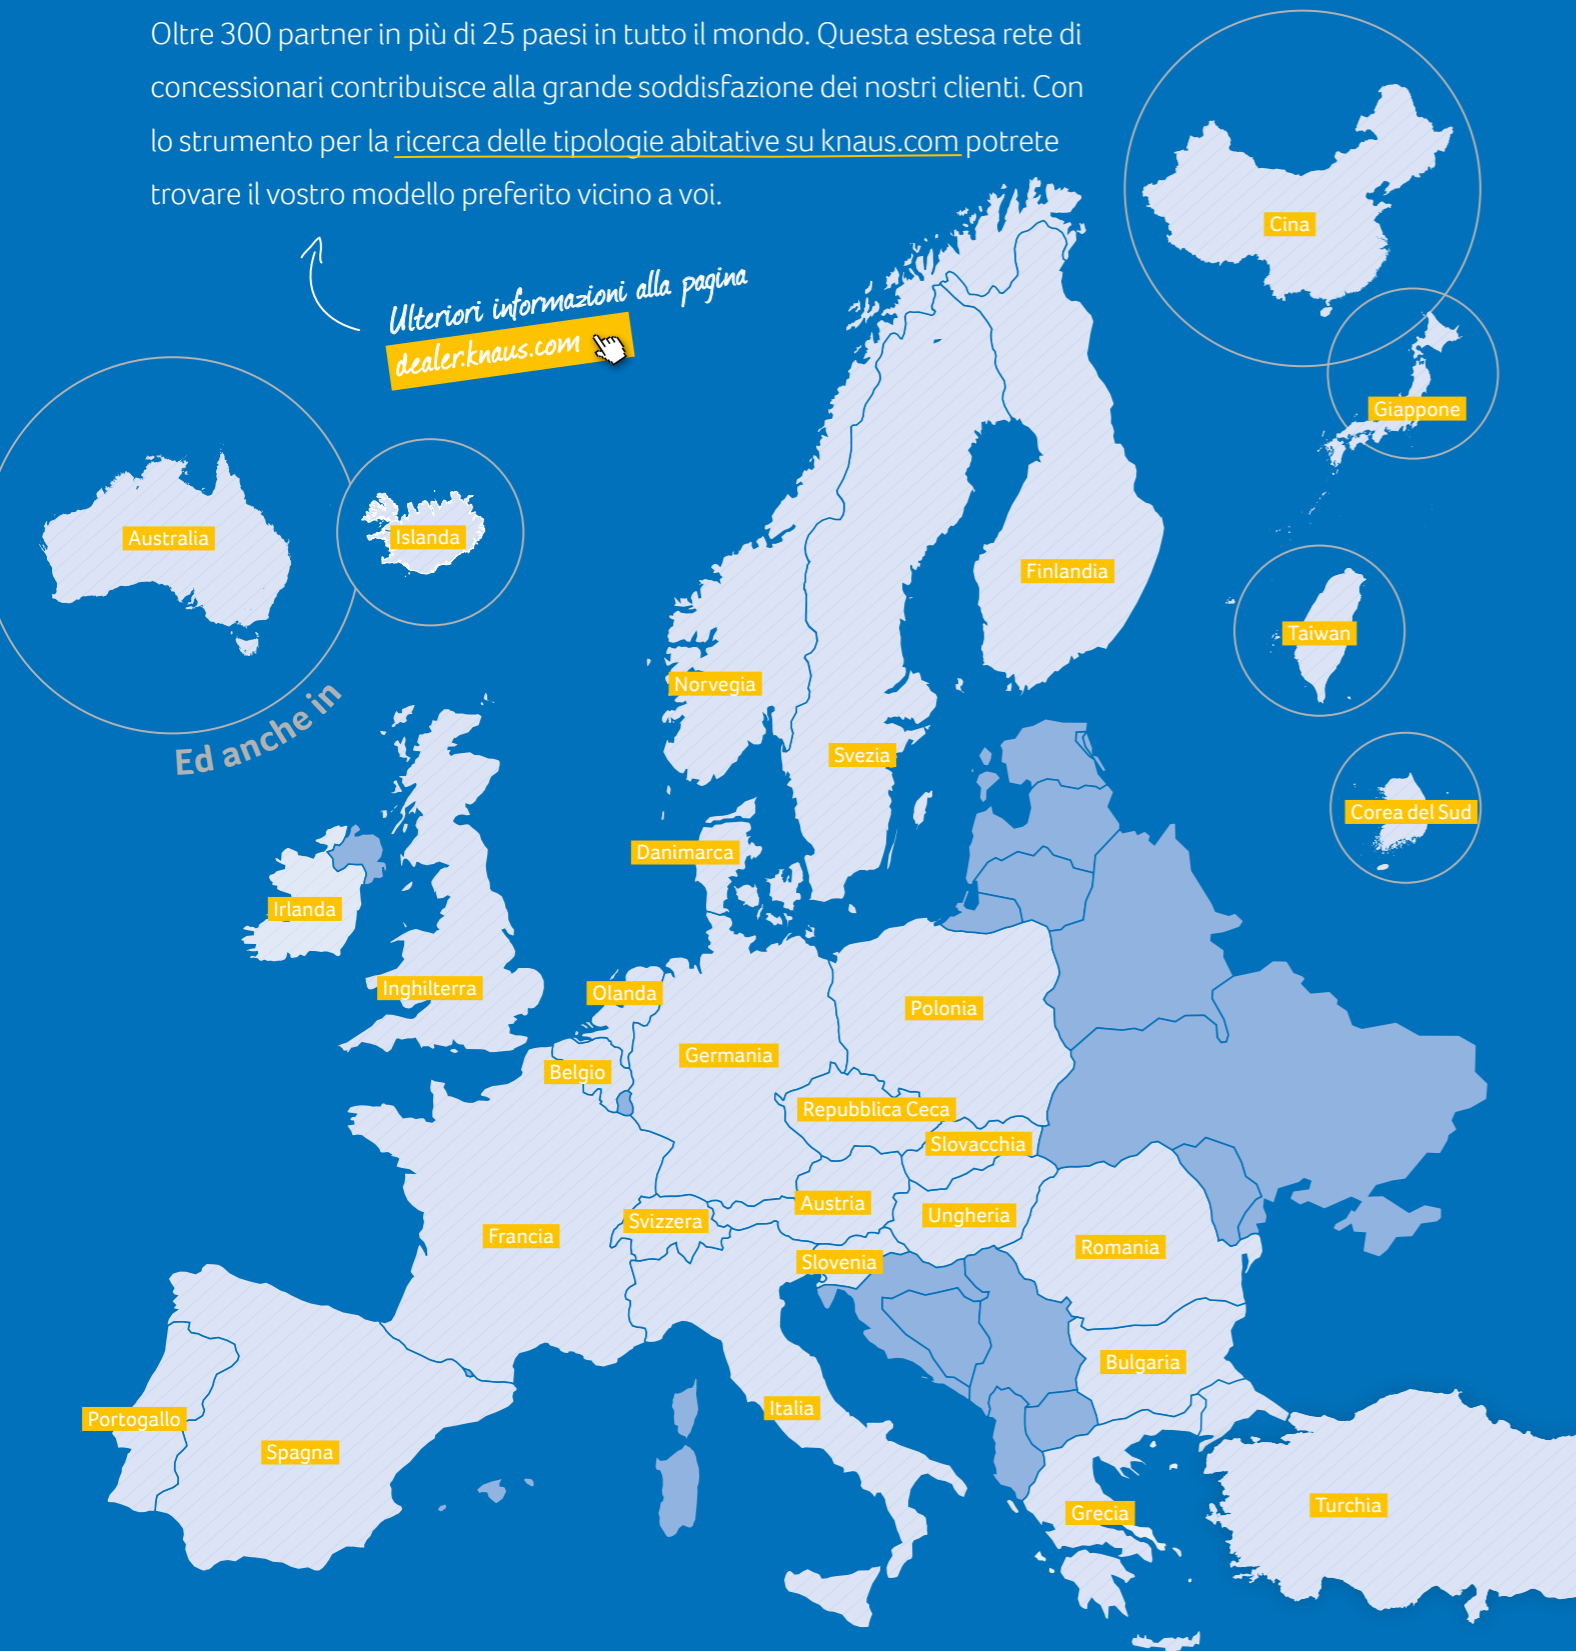 Oltre 300 partner in più di 25 paesi in tutto il mondo. Questa estesa rete di
concessionari contribuisce alla grande soddisfazione dei nostri clienti. Con
lo strumento per la ricerca delle tipologie abitative su knaus.com potrete
trovare il vostro modello preferito vicino a voi.
Ulteriori informazioni alla pagina
dealer.knaus.com
Cina
Giappone
Australia
Islanda
Finlandia
Taiwan
Norvegia
Ed anche in
Svezia
Corea del Sud
Danimarca
Irlanda
Inghilterra
Olanda
Polonia
Germania
Belgio
Repubblica Ceca
Slovacchia
Austria
Ungheria
Svizzera
Francia
Romania
Slovenia
Bulgaria
Italia
Portogallo
Spagna
Turchia
Grecia